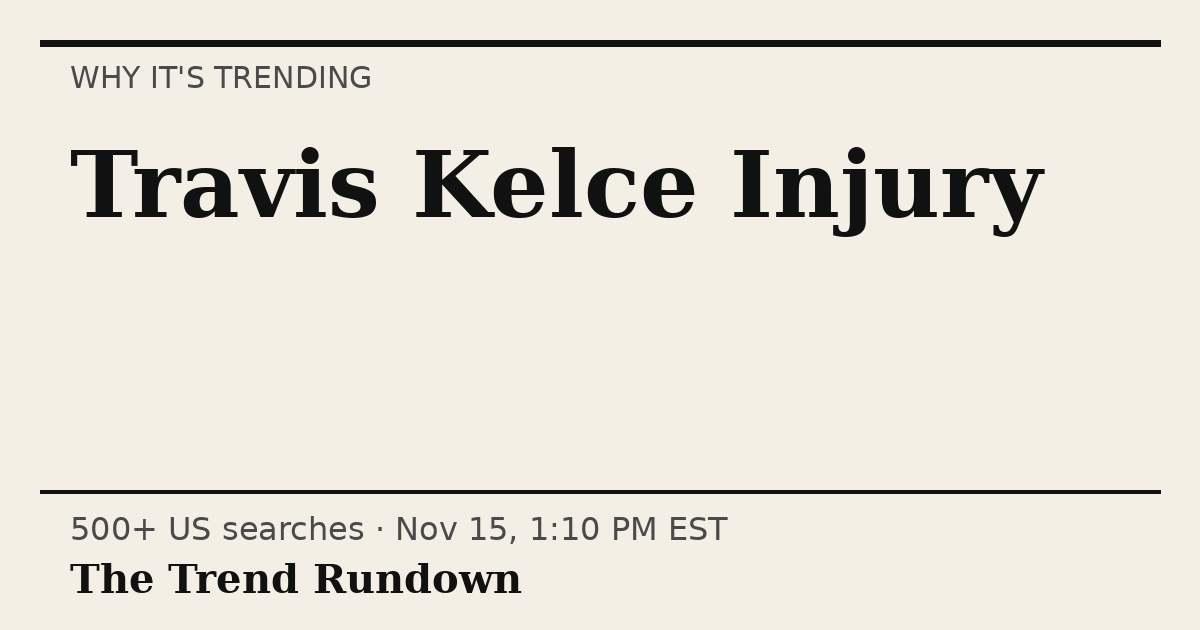 WHY IT'S TRENDING
Travis Kelce Injury
500+ US searches · Nov 15, 1:10 PM EST
The Trend Rundown